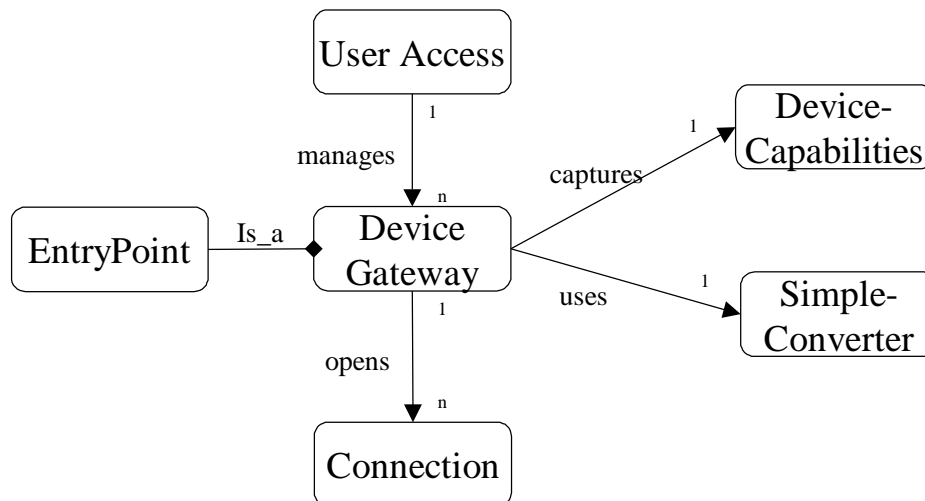 User Access
1
manages
n
Device-
Capabilities
1
captures
EntryPoint
Is_a
Device
Gateway
1
uses
Simple-
Converter
1
opens
n
Connection